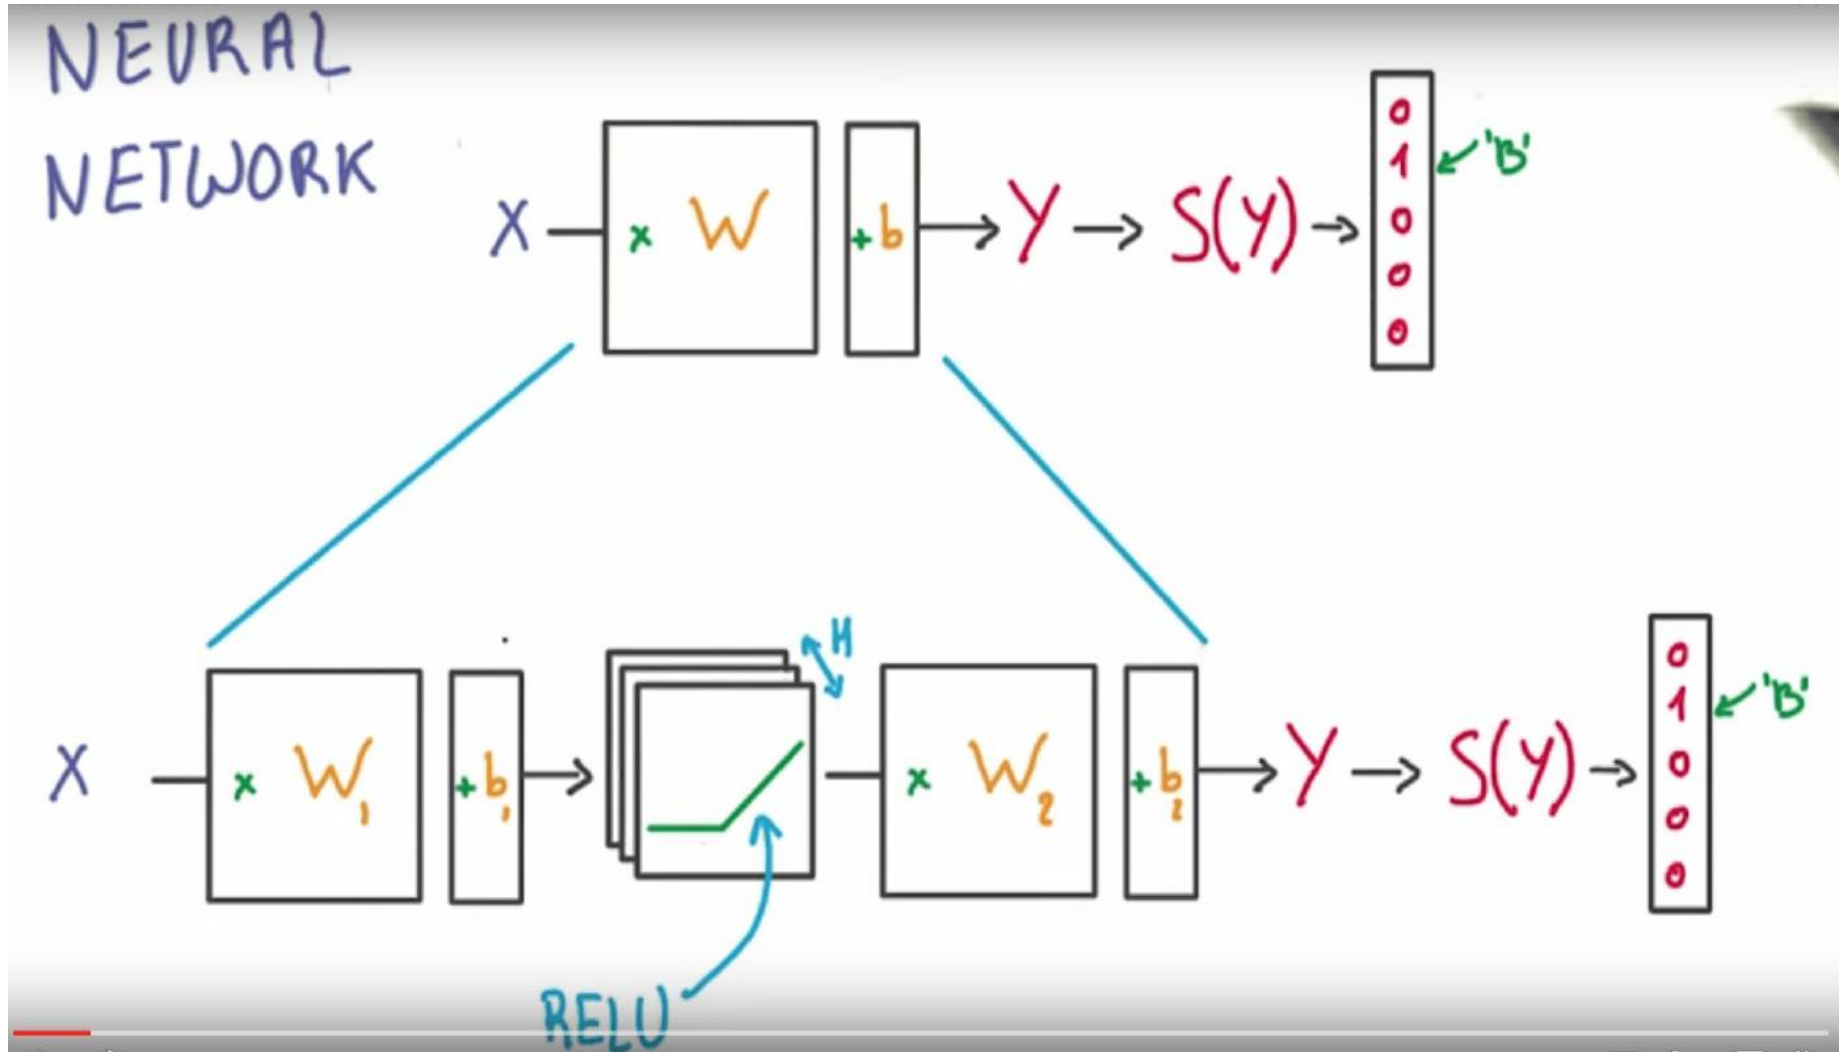 NEURAL
NETWORK
X × W + b → Y → S(Y) → 0 1 0 0 0 'B'
H
X × W₁ + b₁ → × W₂ + b₂ → Y → S(Y) → 0 1 0 0 0 'B'
RELU